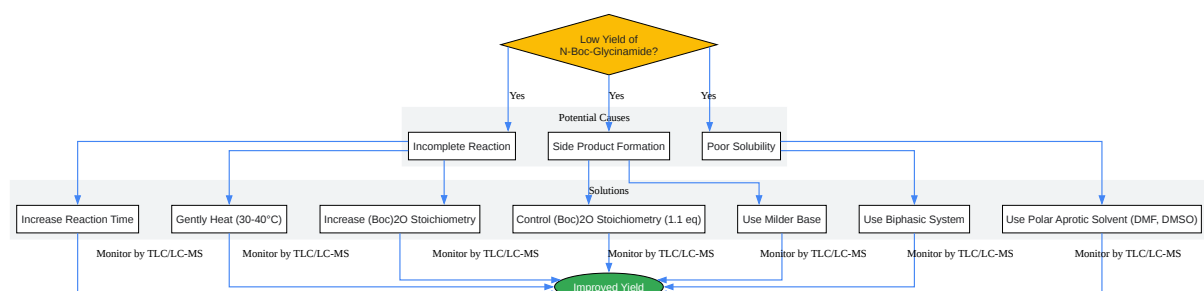 Low Yield of
N-Boc-Glycinamide?
Yes
Yes
Yes
Potential Causes
Incomplete Reaction
Side Product Formation
Poor Solubility
Solutions
Increase Reaction Time
Gently Heat (30-40°C)
Increase (Boc)2O Stoichiometry
Control (Boc)2O Stoichiometry (1.1 eq)
Use Milder Base
Use Biphasic System
Use Polar Aprotic Solvent (DMF, DMSO)
Monitor by TLC/LC-MS
Monitor by TLC/LC-MS
Monitor by TLC/LC-MS
Monitor by TLC/LC-MS
Monitor by TLC/LC-MS
Monitor by TLC/LC-MS
Monitor by TLC/LC-MS
Improved Yield